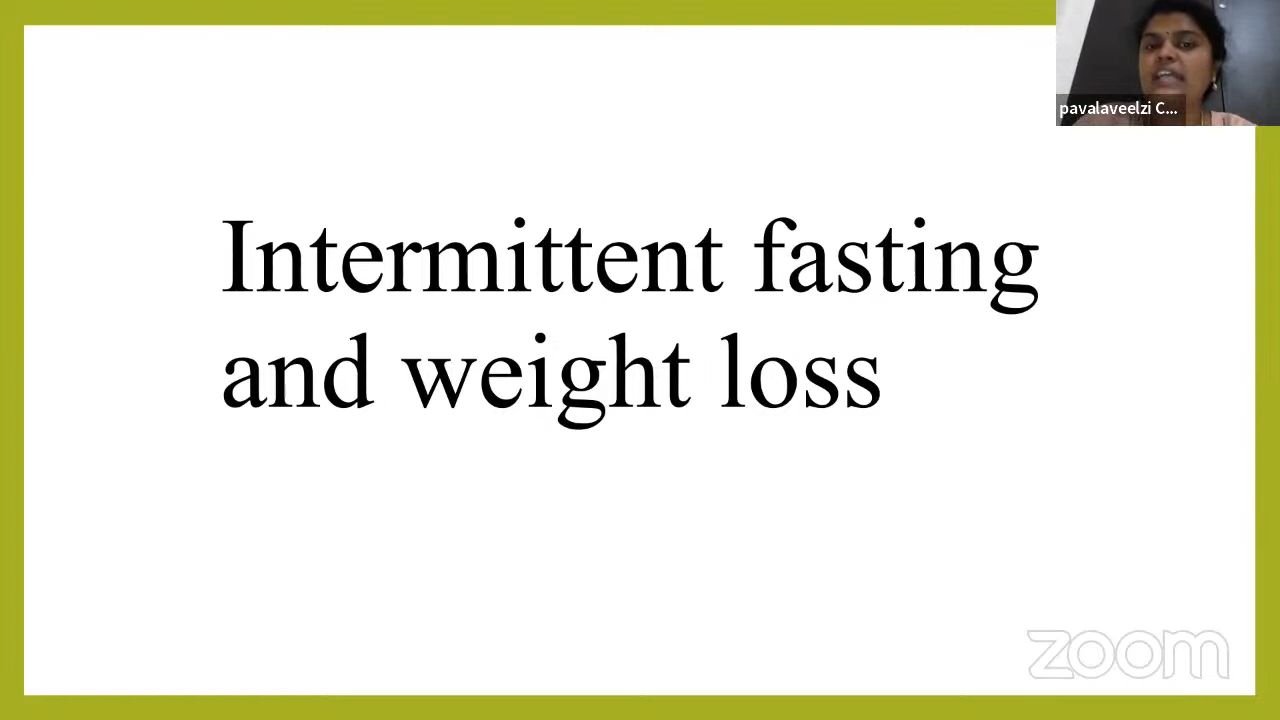 pavalaveelzi C...
Intermittent fasting
and weight loss
zoom